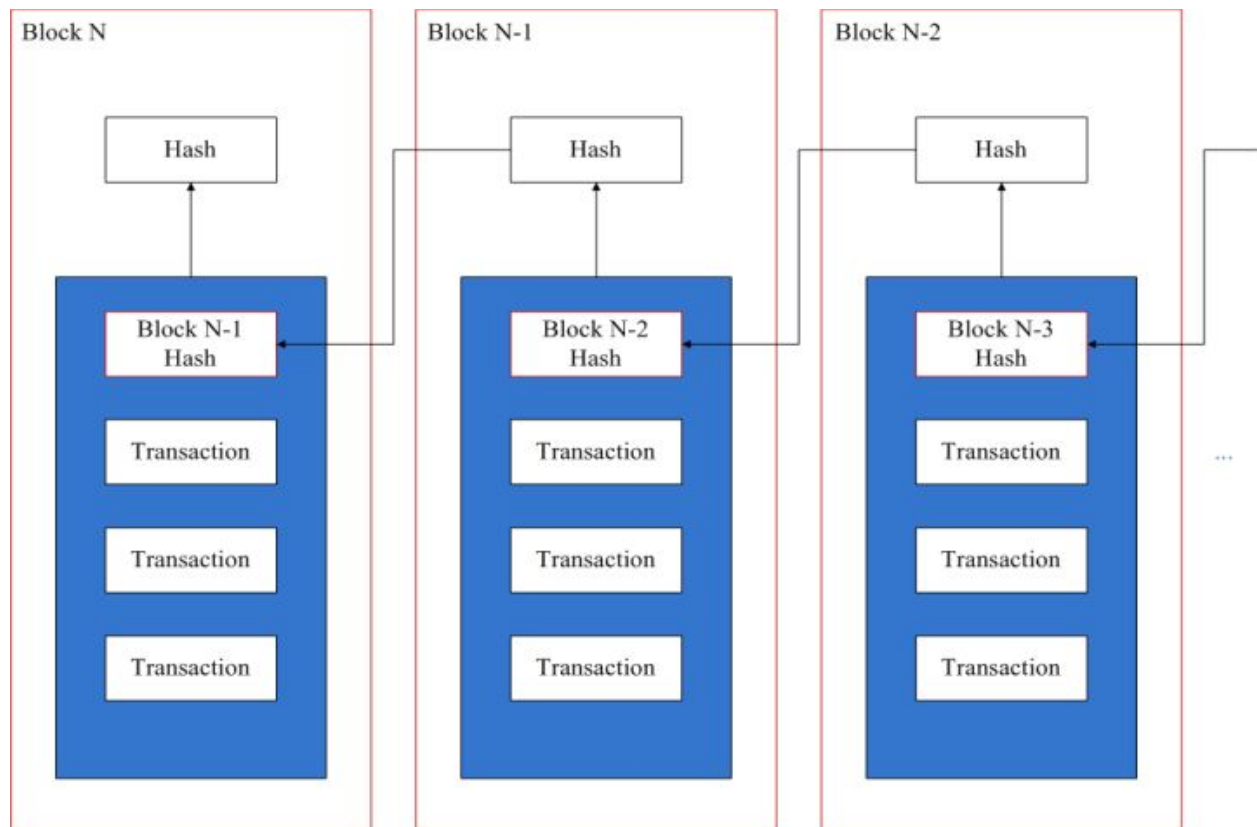 Block N
Hash
Block N-1
Hash
Transaction
Transaction
Transaction
Block N-1
Hash
Block N-2
Hash
Transaction
Transaction
Transaction
Block N-2
Hash
Block N-3
Hash
Transaction
Transaction
Transaction
...